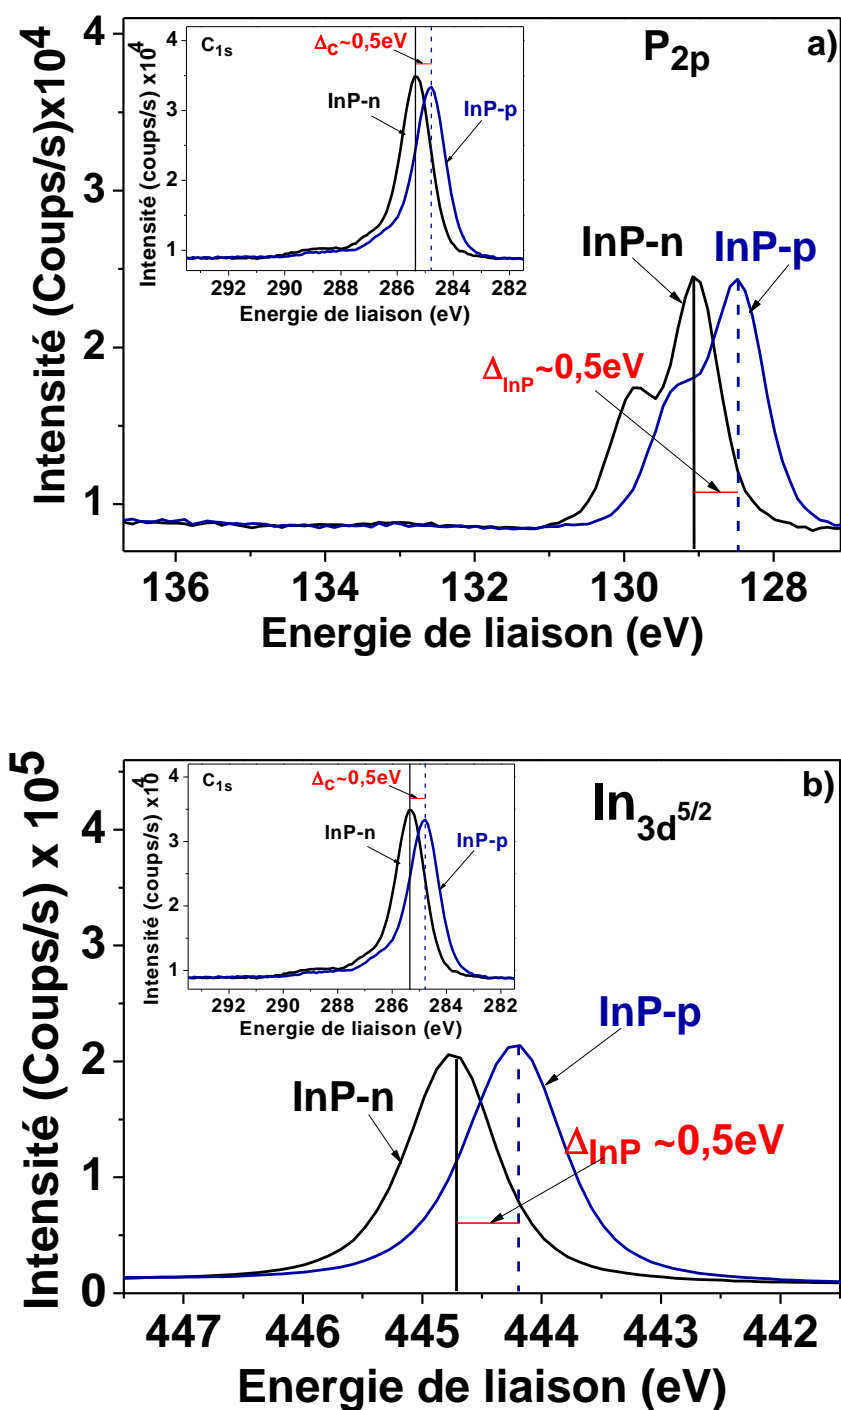 a)
P2p
Intensité (Coups/s)x10^4
4
3
2
1
136 134 132 130 128
Energie de liaison (eV)
InP-n
InP-p
ΔInP~0,5eV
C1s
Δc~0,5eV
InP-n
InP-p
Intensité (coups/s) x10^4
4
3
2
1
292 290 288 286 284 282
Energie de liaison (eV)
b)
In3d^5/2
Intensité (Coups/s) x 10^5
4
3
2
1
0
447 446 445 444 443 442
Energie de liaison (eV)
InP-n
InP-p
ΔInP ~0,5eV
C1s
Δc~0,5eV
InP-n
InP-p
Intensité (coups/s) x10^4
4
3
2
1
292 290 288 286 284 282
Energie de liaison (eV)